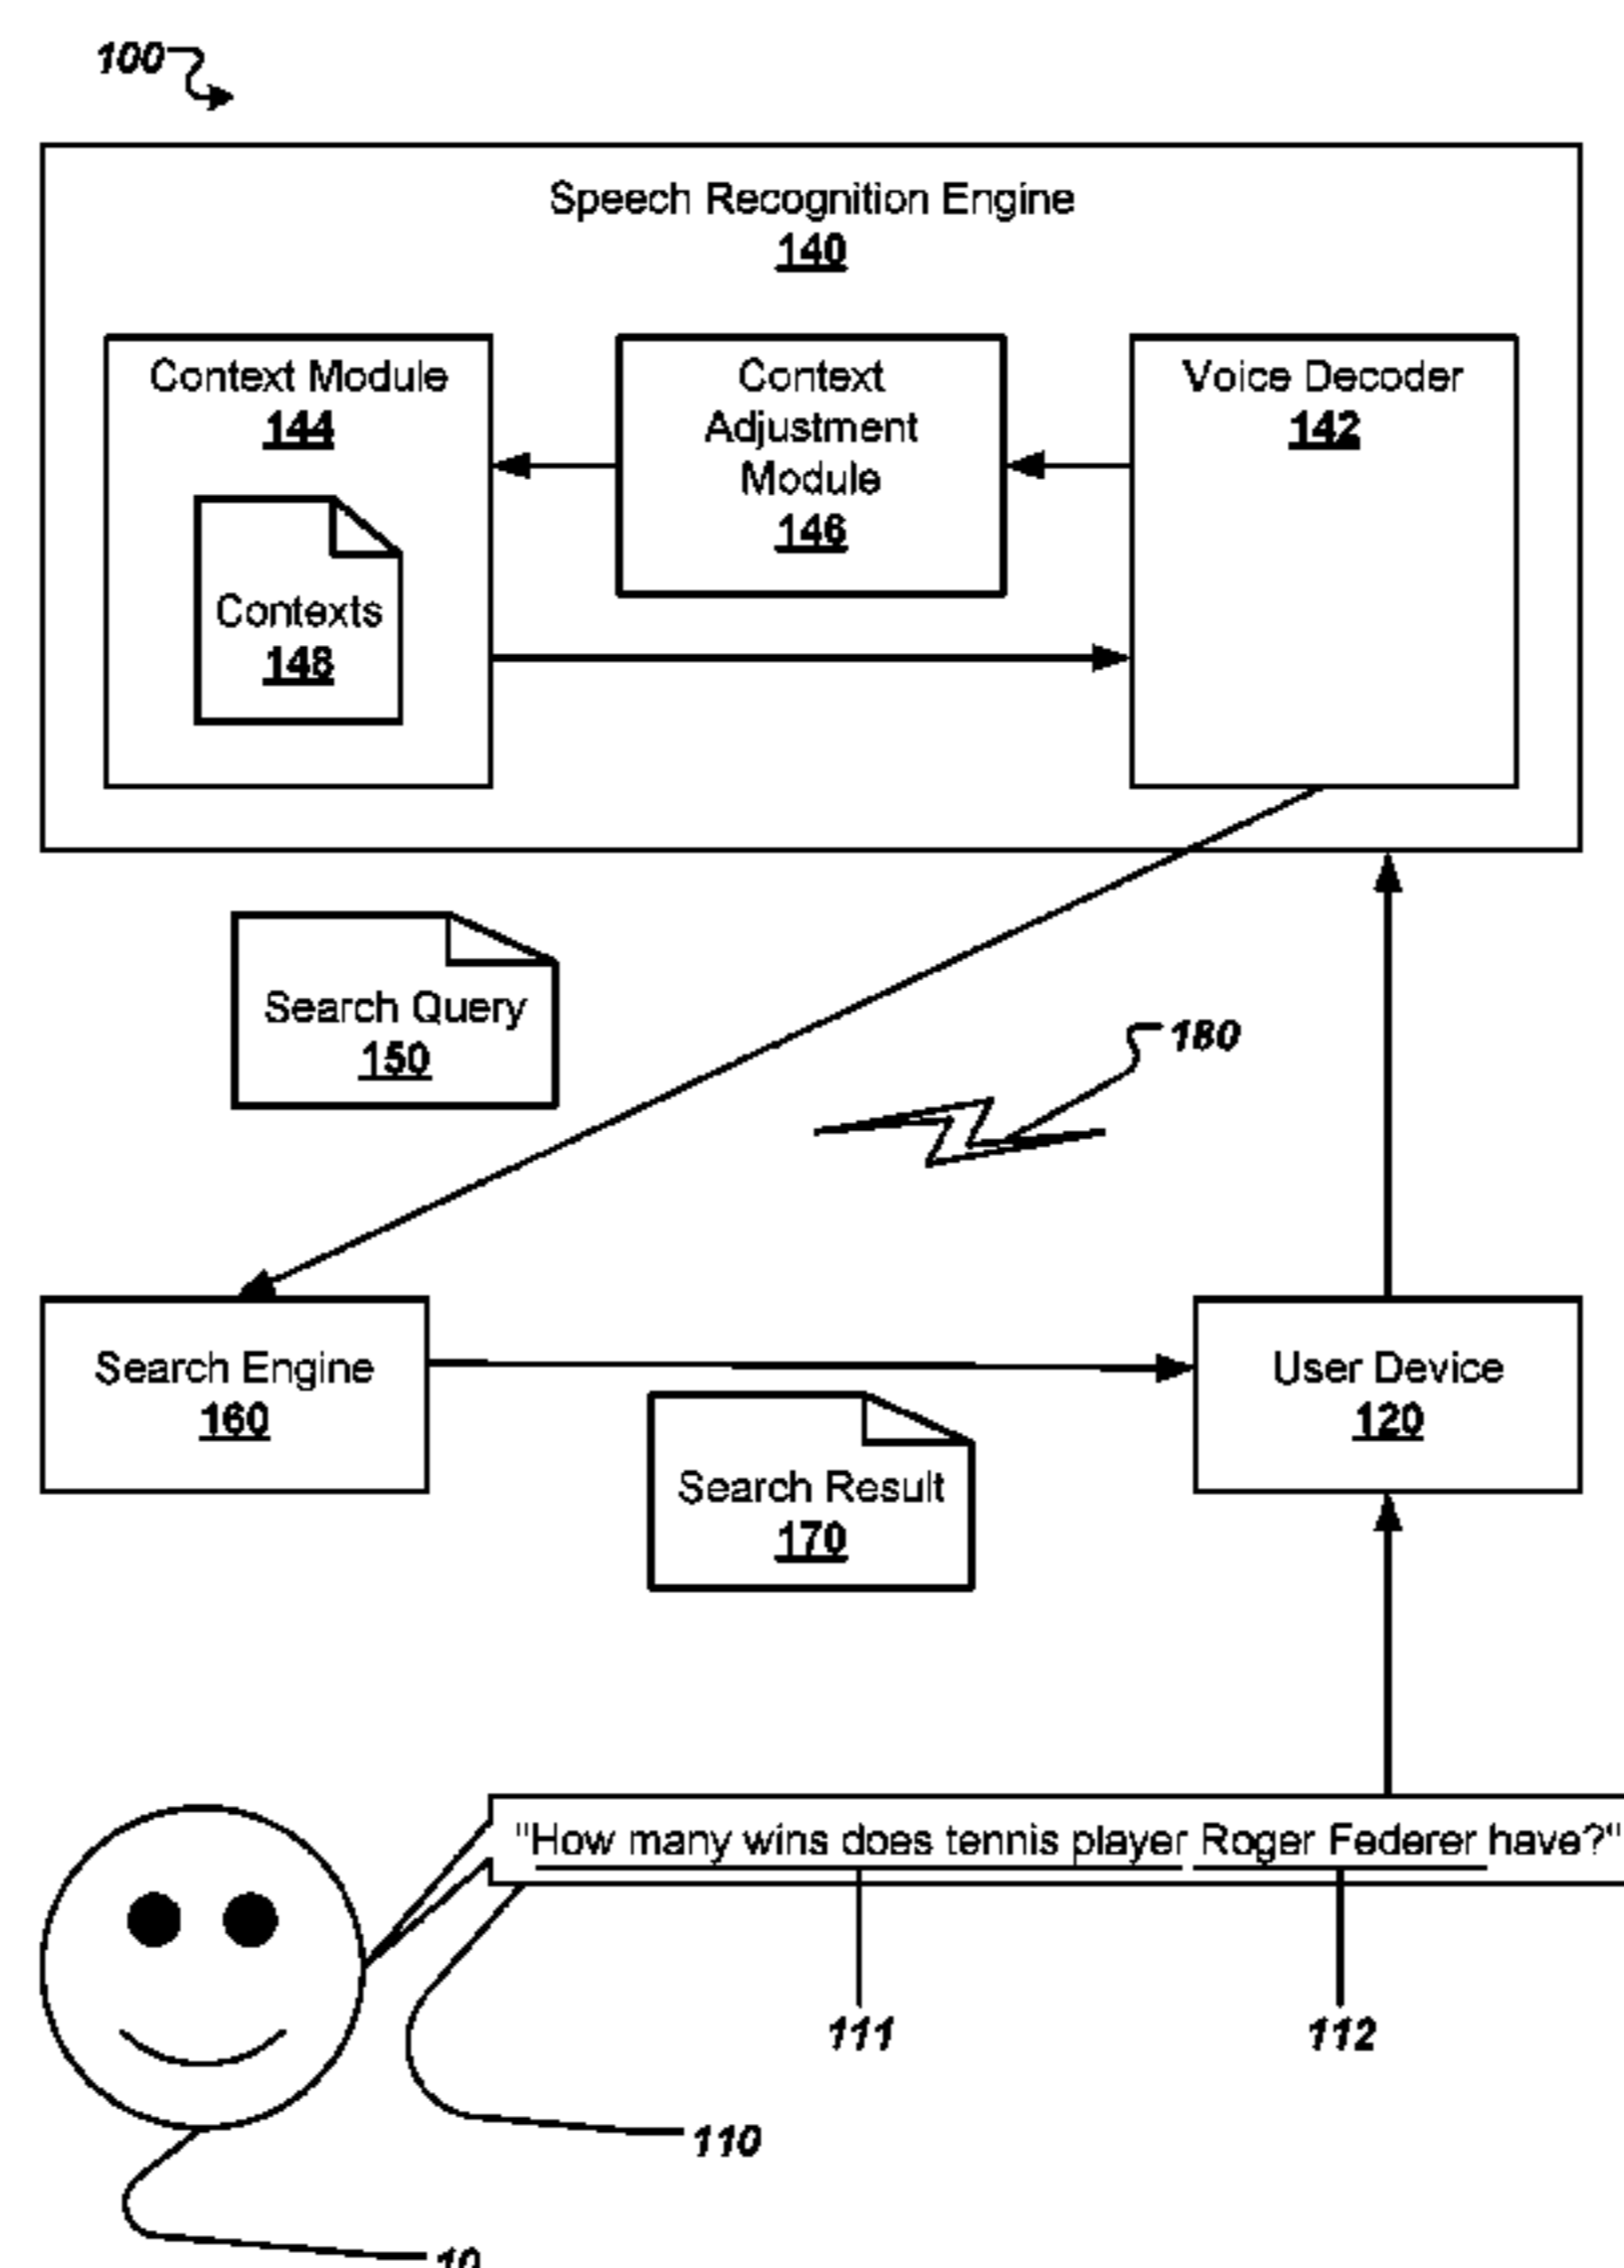 100
Speech Recognition Engine
140
Context Module
144
Contexts
148
Context
Adjustment
Module
146
Voice Decoder
142
Search Query
150
180
Search Engine
160
User Device
120
Search Result
170
"How many wins does tennis player Roger Federer have?"
111
112
110
10